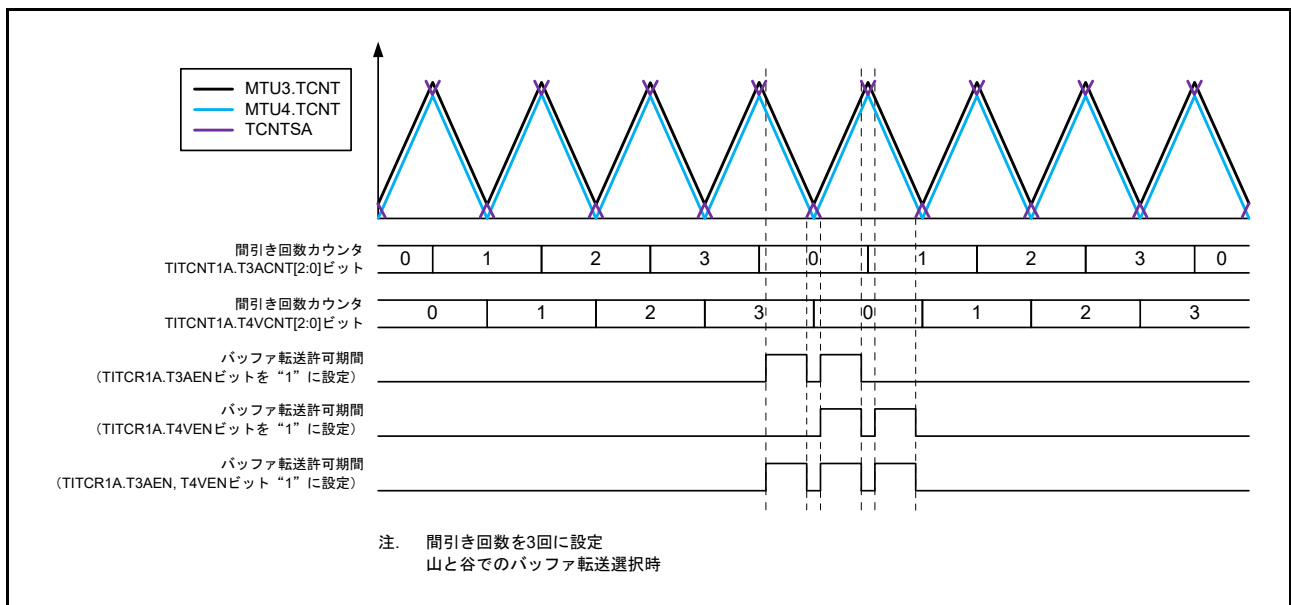 MTU3.TCNT
MTU4.TCNT
TCNTSA
間引き回数カウンタ
TITCNT1A.T3ACNT[2:0]ビット
0 1 2 3 0 1 2 3 0
間引き回数カウンタ
TITCNT1A.T4VCNT[2:0]ビット
0 1 2 3 0 1 2 3
バッファ転送許可期間
（TITCR1A.T3AENビットを“1”に設定）
バッファ転送許可期間
（TITCR1A.T4VENビットを“1”に設定）
バッファ転送許可期間
（TITCR1A.T3AEN, T4VENビット“1”に設定）
注. 間引き回数を3回に設定
山と谷でのバッファ転送選択時